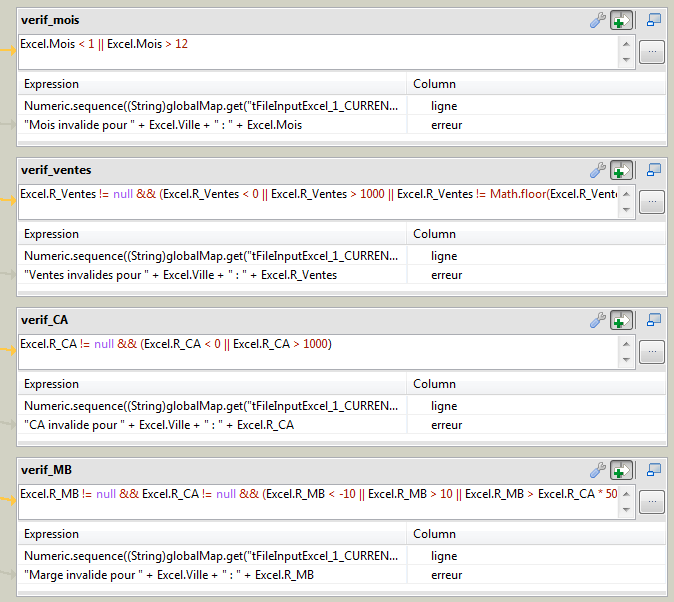 verif_mois
Excel.Mois < 1 || Excel.Mois > 12
...
Expression Column
Numeric.sequence((String)globalMap.get("tFileInputExcel_1_CURREN... ligne
"Mois invalide pour " + Excel.Ville + " : " + Excel.Mois erreur
verif_ventes
Excel.R_Ventes != null && (Excel.R_Ventes < 0 || Excel.R_Ventes > 1000 || Excel.R_Ventes != Math.floor(Excel.R_Vent
...
Expression Column
Numeric.sequence((String)globalMap.get("tFileInputExcel_1_CURREN... ligne
"Ventes invalides pour " + Excel.Ville + " : " + Excel.R_Ventes erreur
verif_CA
Excel.R_CA != null && (Excel.R_CA < 0 || Excel.R_CA > 1000)
...
Expression Column
Numeric.sequence((String)globalMap.get("tFileInputExcel_1_CURREN... ligne
"CA invalide pour " + Excel.Ville + " : " + Excel.R_CA erreur
verif_MB
Excel.R_MB != null && Excel.R_CA != null && (Excel.R_MB < -10 || Excel.R_MB > 10 || Excel.R_MB > Excel.R_CA * 50
...
Expression Column
Numeric.sequence((String)globalMap.get("tFileInputExcel_1_CURREN... ligne
"Marge invalide pour " + Excel.Ville + " : " + Excel.R_MB erreur